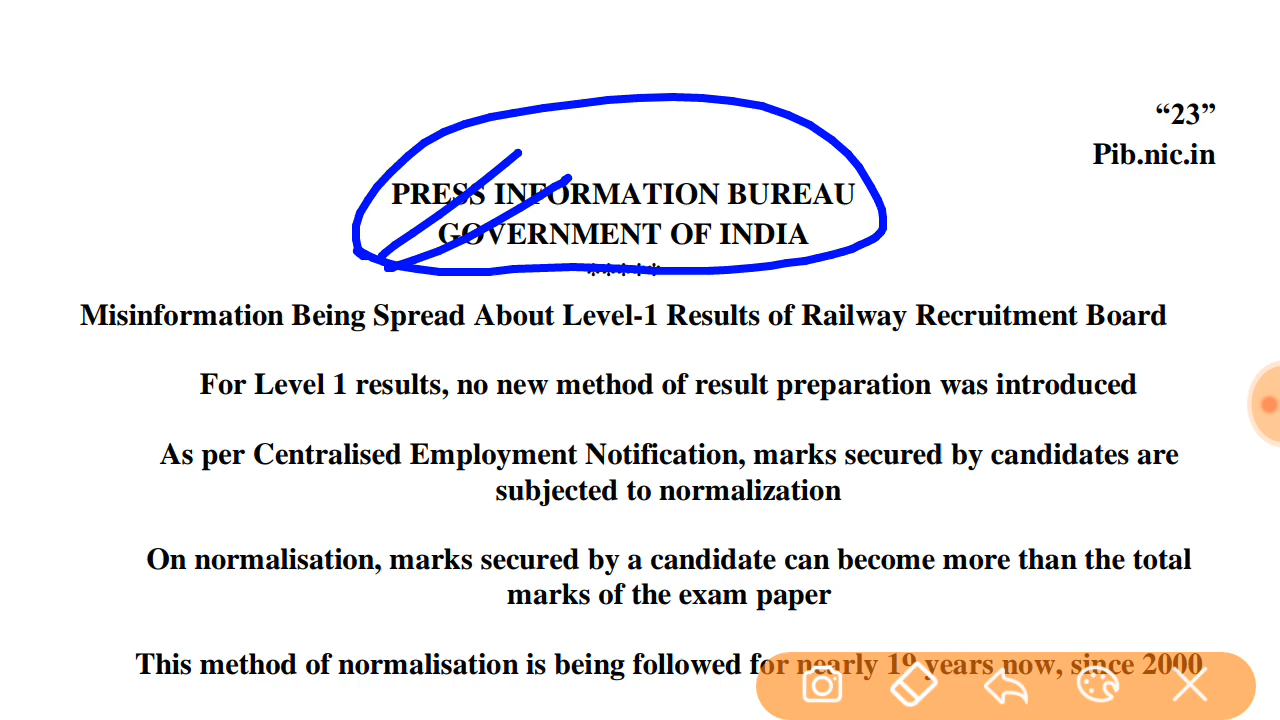 “23”
Pib.nic.in
PRESS INFORMATION BUREAU
GOVERNMENT OF INDIA
*****
Misinformation Being Spread About Level-1 Results of Railway Recruitment Board
For Level 1 results, no new method of result preparation was introduced
As per Centralised Employment Notification, marks secured by candidates are
subjected to normalization
On normalisation, marks secured by a candidate can become more than the total
marks of the exam paper
This method of normalisation is being followed for nearly 19 years now, since 2000